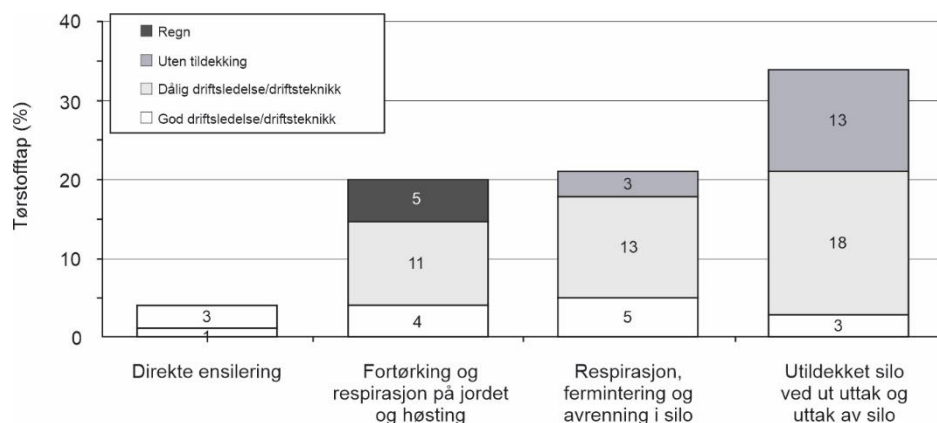 40
30
20
10
0
Tørstofftap (%)
Regn
Uten tildekking
Dålig driftsledelse/driftsteknikk
God driftsledelse/driftsteknikk
3
1
5
11
4
3
13
5
13
18
3
Direkte ensilering
Fortørking og
respirasjon på jordet
og høsting
Respirasjon,
fermintering og
avrenning i silo
Utildekket silo
ved ut uttak og
uttak av silo